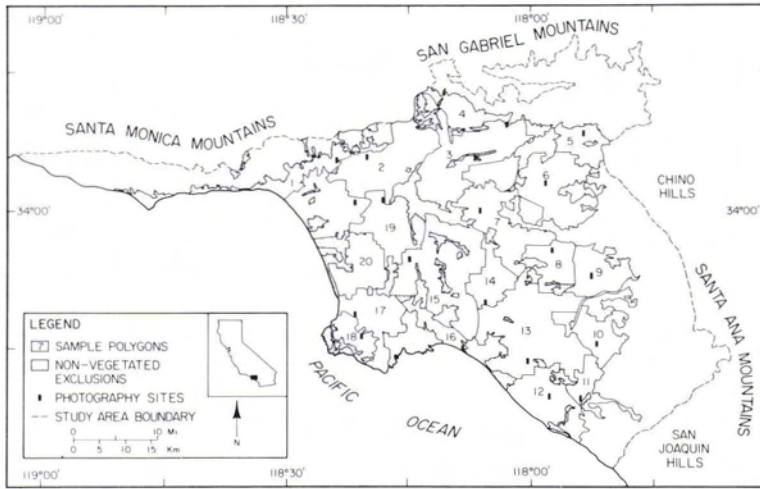 119°00'
118°30'
118°00'
SAN GABRIEL MOUNTAINS
SANTA MONICA MOUNTAINS
4
5
3
2
6
1
CHINO
HILLS
34°00'
34°00'
7
19
20
8
9
14
15
17
13
18
16
10
12
11
SANTA ANA MOUNTAINS
LEGEND
7 SAMPLE POLYGONS
NON-VEGETATED
EXCLUSIONS
PHOTOGRAPHY SITES
STUDY AREA BOUNDARY
0 10 Mi.
0 5 10 15
Km
N
PACIFIC
OCEAN
SAN
JOAQUIN
HILLS
119°00'
118°30'
118°00'